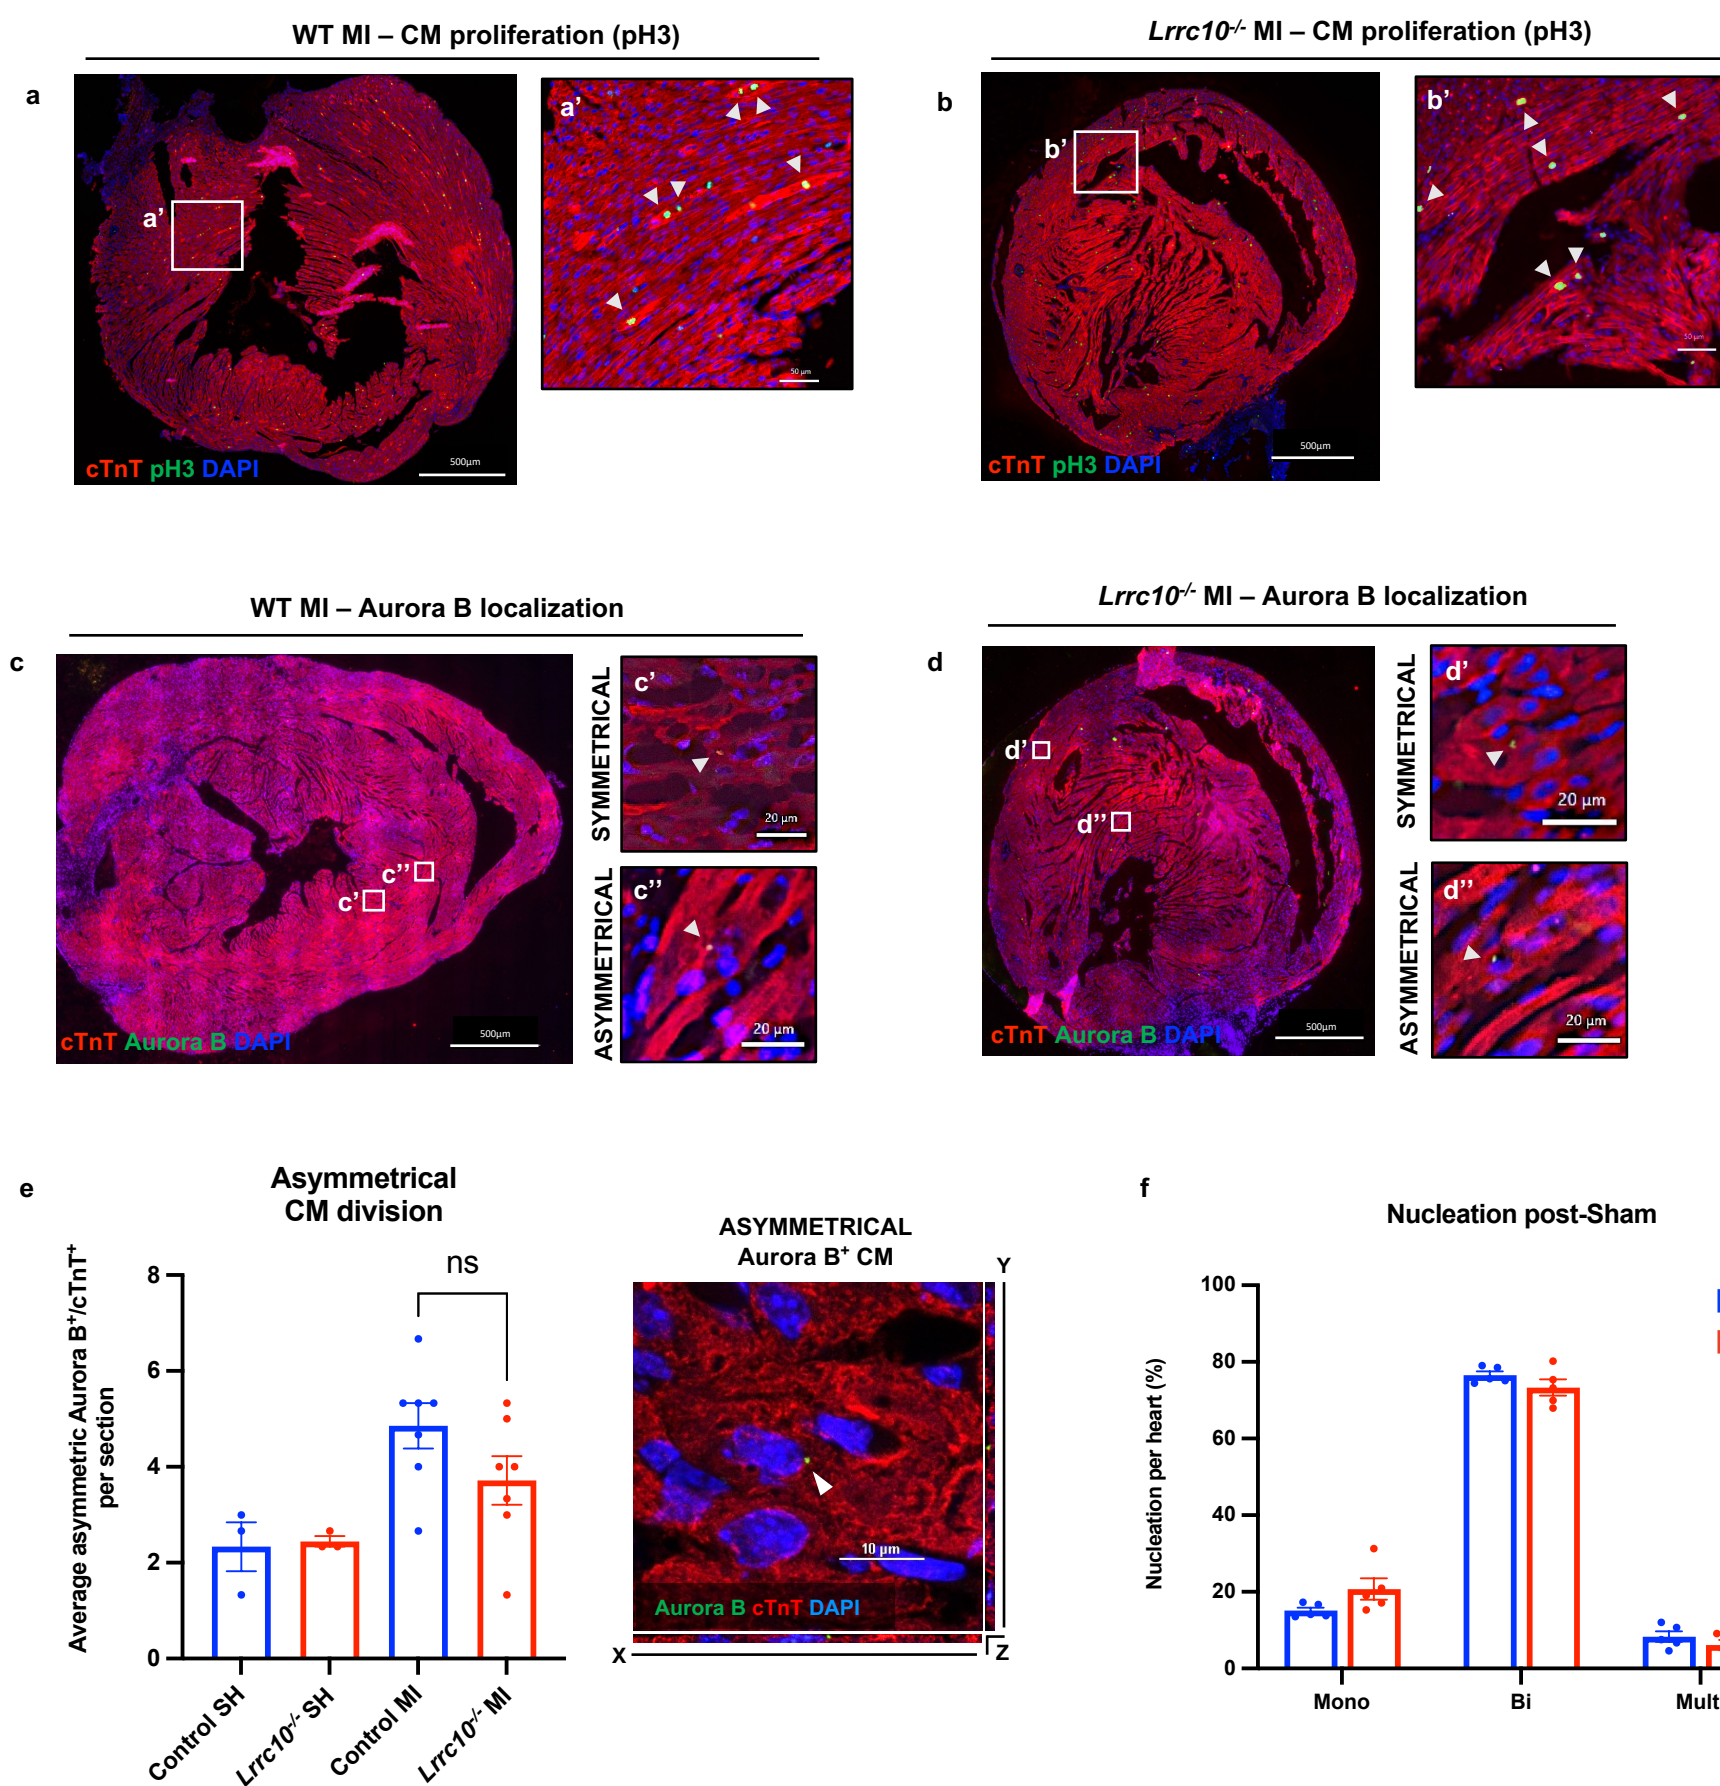 WT MI – CM proliferation (pH3)
Lrrc10-/- MI – CM proliferation (pH3)
a
a’
a’
cTnT pH3 DAPI
500µm
50 µm
b
b’
b’
cTnT pH3 DAPI
500µm
50 µm
WT MI – Aurora B localization
Lrrc10-/- MI – Aurora B localization
c
c’
c’’
cTnT Aurora B DAPI
500µm
SYMMETRICAL
c’
20 µm
ASYMMETRICAL
c’’
20 µm
d
d’
d’’
cTnT Aurora B DAPI
500µm
SYMMETRICAL
d’
20 µm
ASYMMETRICAL
d’’
20 µm
e
Asymmetrical
CM division
Average asymmetric Aurora B+/cTnT+
per section
8
6
4
2
0
ns
Control SH
Lrrc10-/- SH
Control MI
Lrrc10-/- MI
ASYMMETRICAL
Aurora B+ CM
Y
10 µm
Aurora B cTnT DAPI
X
Z
f
Nucleation post-Sham
Nucleation per heart (%)
100
80
60
40
20
0
Mono
Bi
Mult